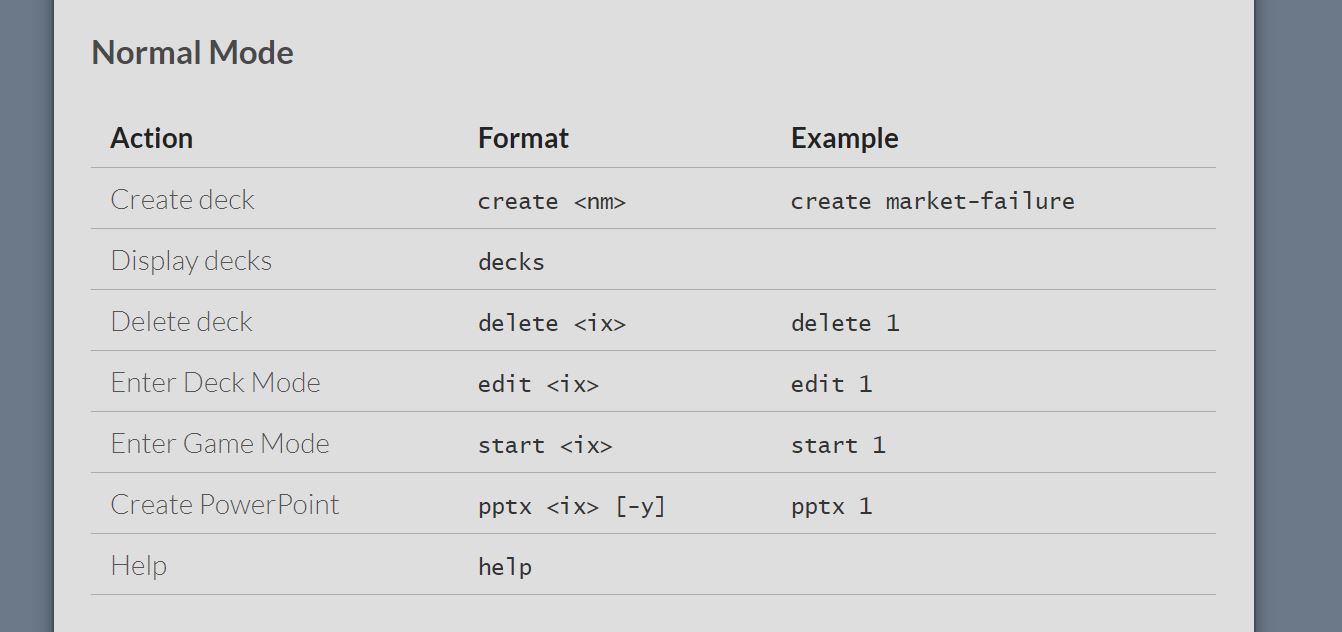 Normal Mode
Action Format Example
Create deck create <nm> create market-failure
Display decks decks
Delete deck delete <ix> delete 1
Enter Deck Mode edit <ix> edit 1
Enter Game Mode start <ix> start 1
Create PowerPoint pptx <ix> [-y] pptx 1
Help help